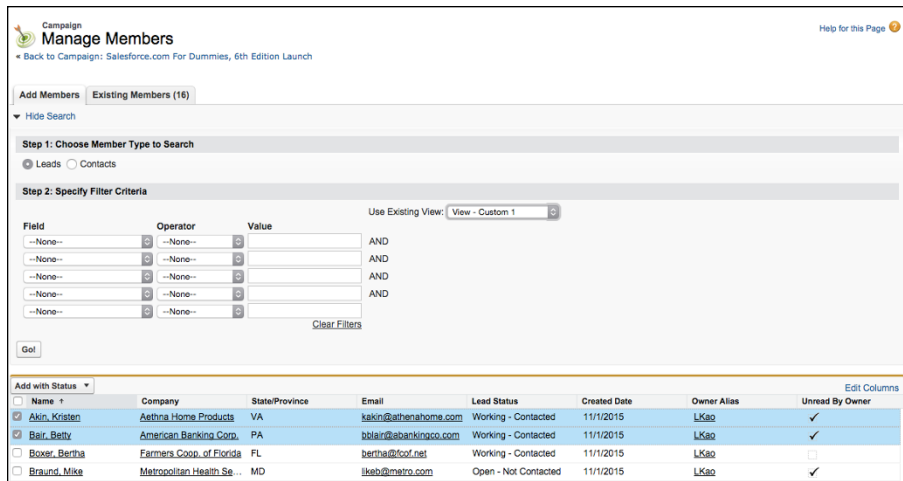 Campaign
Manage Members
Help for this Page
« Back to Campaign: Salesforce.com For Dummies, 6th Edition Launch
Add Members Existing Members (16)
Hide Search
Step 1: Choose Member Type to Search
Leads Contacts
Step 2: Specify Filter Criteria
Use Existing View: View - Custom 1
Field Operator Value
--None-- --None-- AND
--None-- --None-- AND
--None-- --None-- AND
--None-- --None-- AND
--None-- --None--
Clear Filters
Go!
Add with Status Edit Columns
Name ↑ Company State/Province Email Lead Status Created Date Owner Alias Unread By Owner
Akin, Kristen Aethna Home Products VA kakin@athenahome.com Working - Contacted 11/1/2015 LKao
Bair, Betty American Banking Corp. PA bblair@abankingco.com Working - Contacted 11/1/2015 LKao
Boxer, Bertha Farmers Coop. of Florida FL bertha@fcof.net Working - Contacted 11/1/2015 LKao
Braund, Mike Metropolitan Health Se... MD likeb@metro.com Open - Not Contacted 11/1/2015 LKao